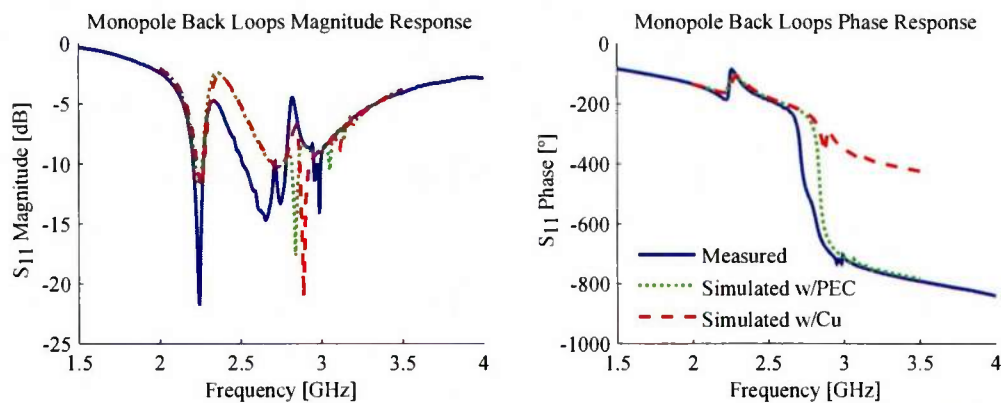 Monopole Back Loops Magnitude Response
0
-5
-10
-15
-20
-25
S11 Magnitude [dB]
1.5 2 2.5 3 3.5 4
Frequency [GHz]
Monopole Back Loops Phase Response
0
-200
-400
-600
-800
-1000
S11 Phase [°]
Measured
Simulated w/PEC
Simulated w/Cu
1.5 2 2.5 3 3.5 4
Frequency [GHz]